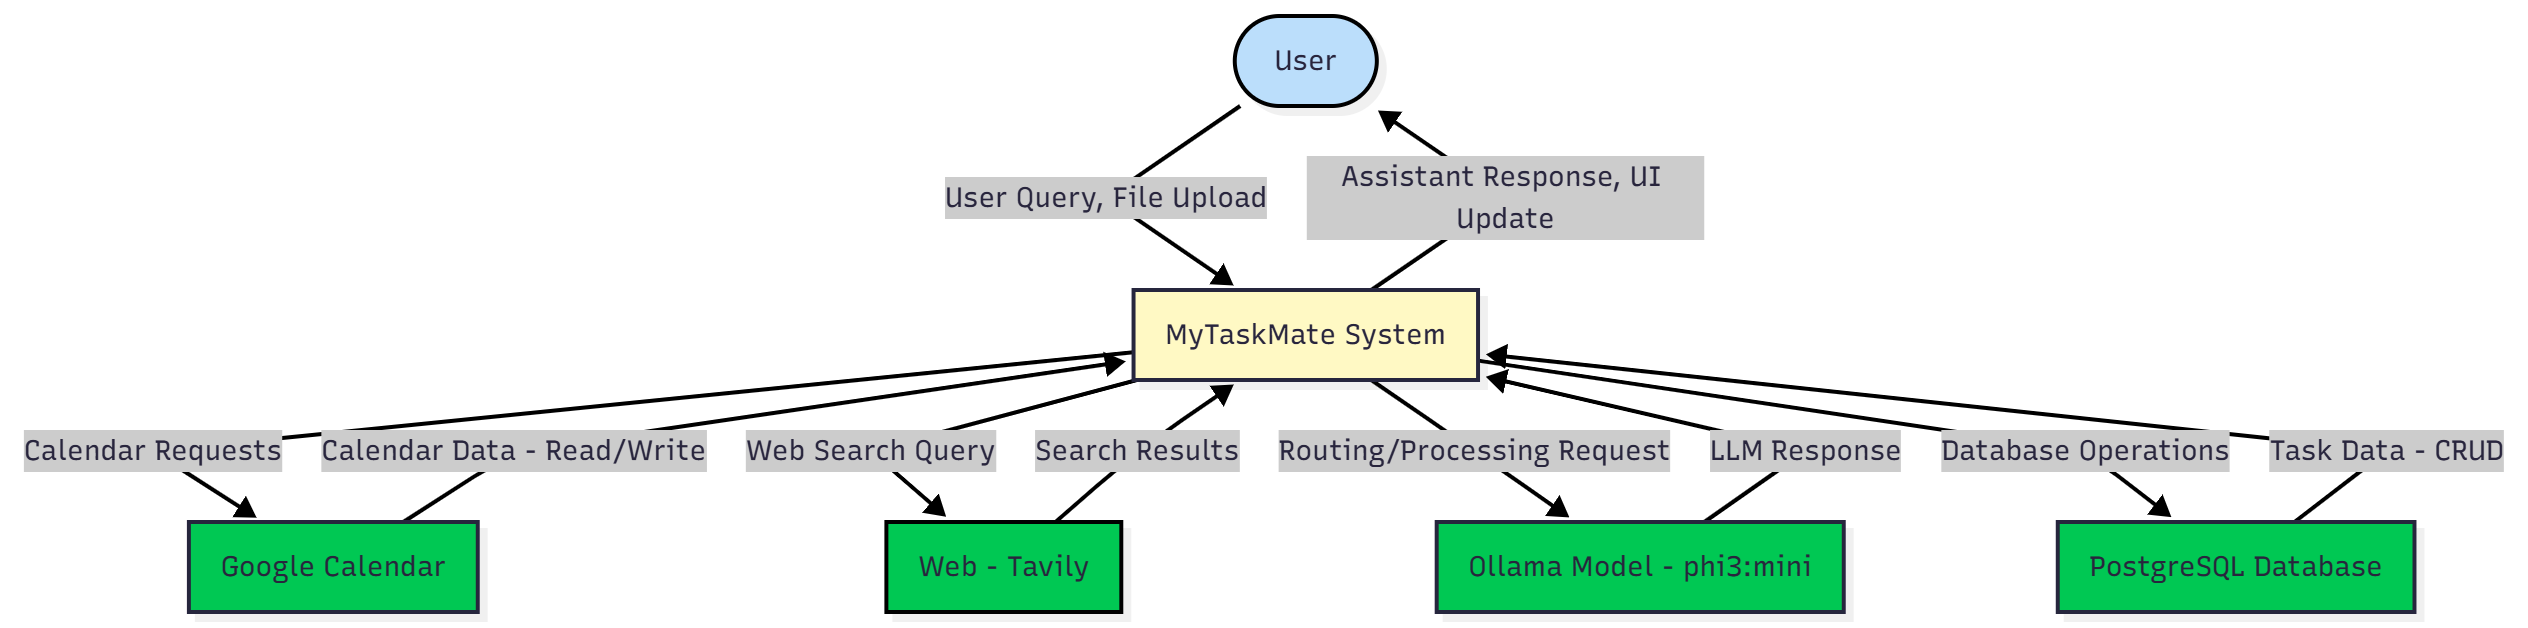 User
User Query, File Upload
Assistant Response, UI
Update
MyTaskMate System
Calendar Requests
Calendar Data - Read/Write
Web Search Query
Search Results
Routing/Processing Request
LLM Response
Database Operations
Task Data - CRUD
Google Calendar
Web - Tavily
Ollama Model - phi3:mini
PostgreSQL Database